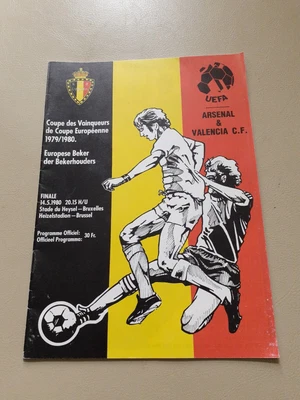 Coupe des Vainqueurs
de Coupe Européenne
1979/1980.
Europese Beker
der Bekerhouders
FINALE
14.5.1980 20.15 H/U
Stade du Heysel — Bruxelles
Heizelstadion — Brussel
Programme Officiel: 30 Fr.
Officieel Programma:
UEFA
ARSENAL
&
VALENCIA C.F.